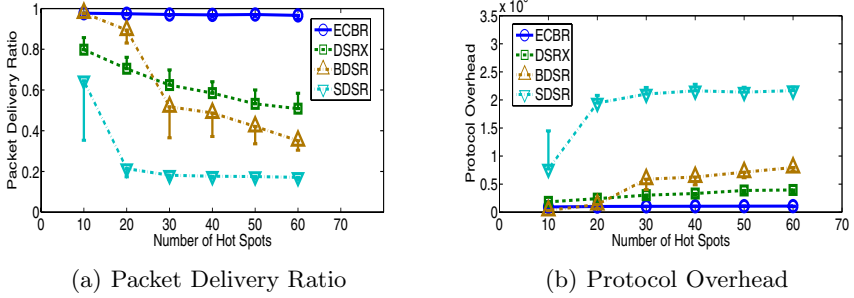 1
0.8
0.6
0.4
0.2
0
Packet Delivery Ratio
ECBR
DSRX
BDSR
SDSR
0 10 20 30 40 50 60 70
Number of Hot Spots
(a) Packet Delivery Ratio
3.5
3
2.5
2
1.5
1
0.5
0
Protocol Overhead
ECBR
DSRX
BDSR
SDSR
0 10 20 30 40 50 60 70
Number of Hot Spots
(b) Protocol Overhead